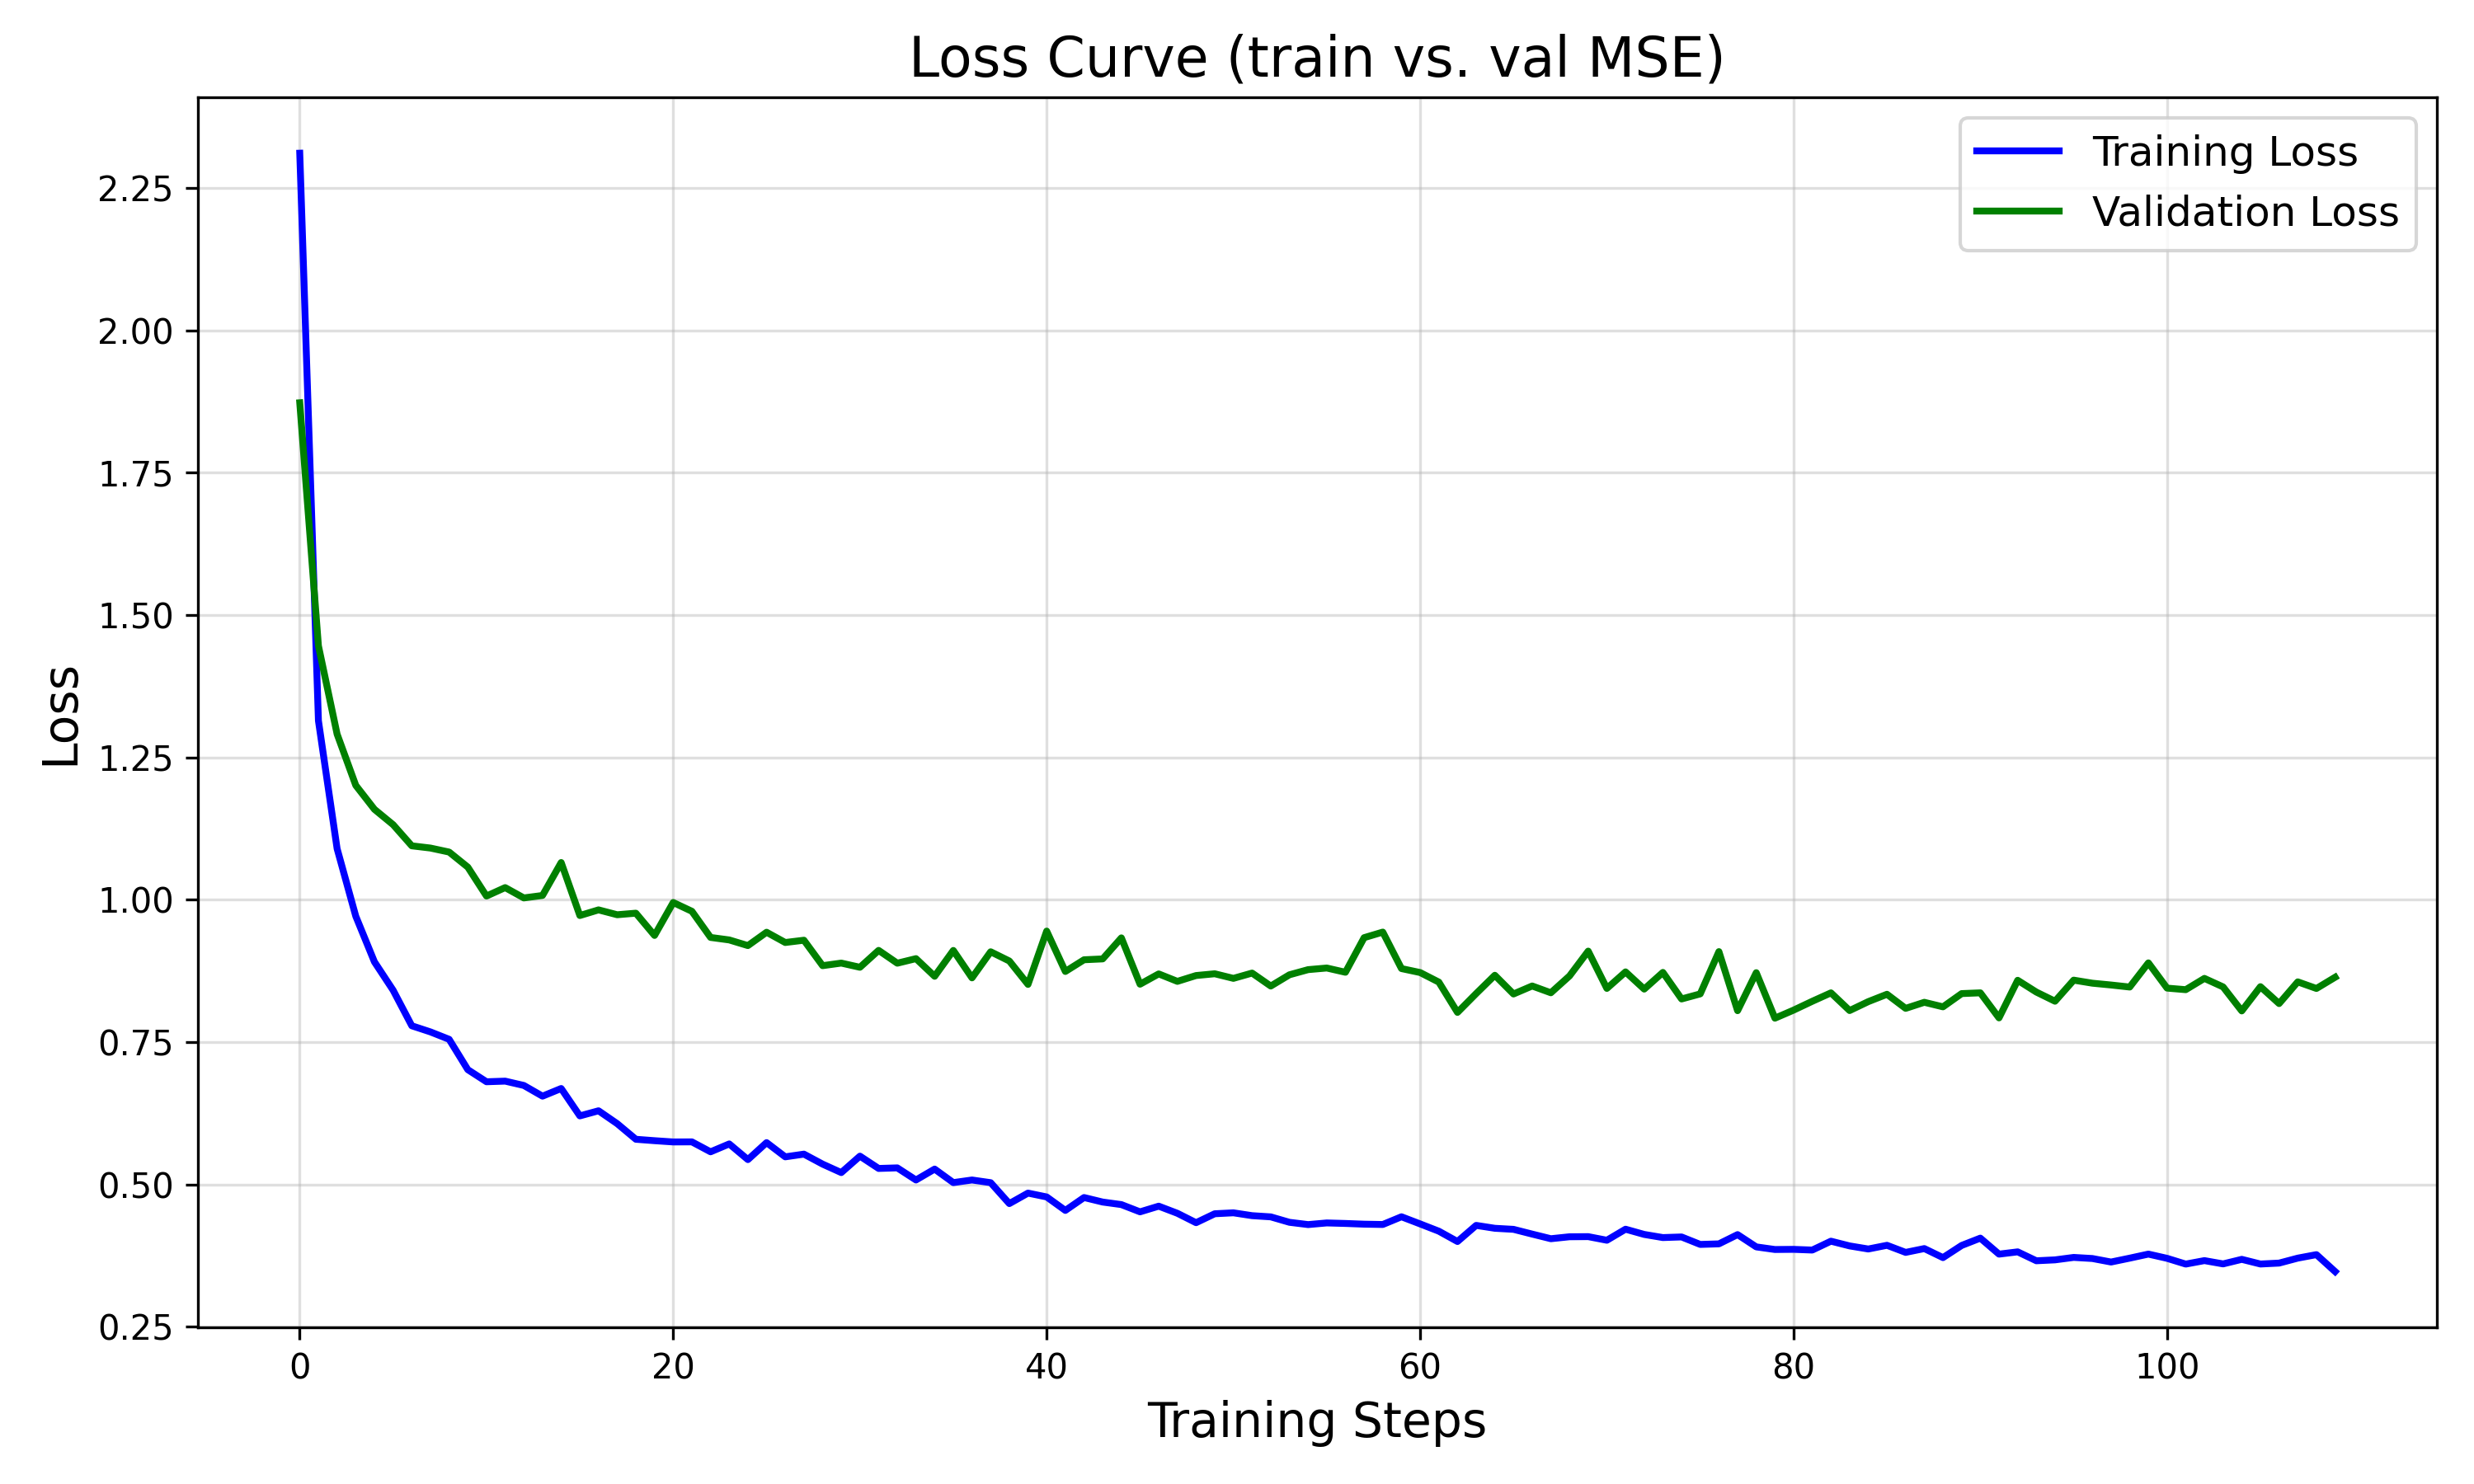 Loss Curve (train vs. val MSE)
Training Loss
Validation Loss
2.25
2.00
1.75
1.50
1.25
1.00
0.75
0.50
0.25
Loss
0 20 40 60 80 100
Training Steps